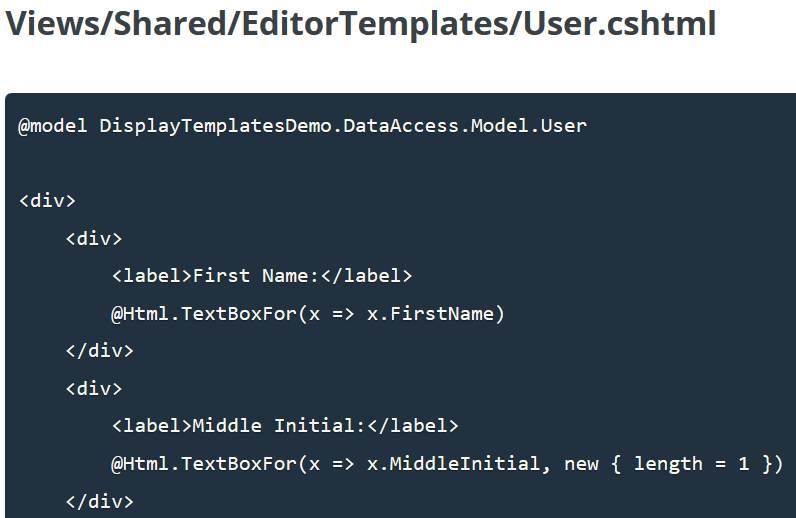 Views/Shared/EditorTemplates/User.cshtml
@model DisplayTemplatesDemo.DataAccess.Model.User
<div>
<div>
<label>First Name:</label>
@Html.TextBoxFor(x => x.FirstName)
</div>
<div>
<label>Middle Initial:</label>
@Html.TextBoxFor(x => x.MiddleInitial, new { length = 1 })
</div>